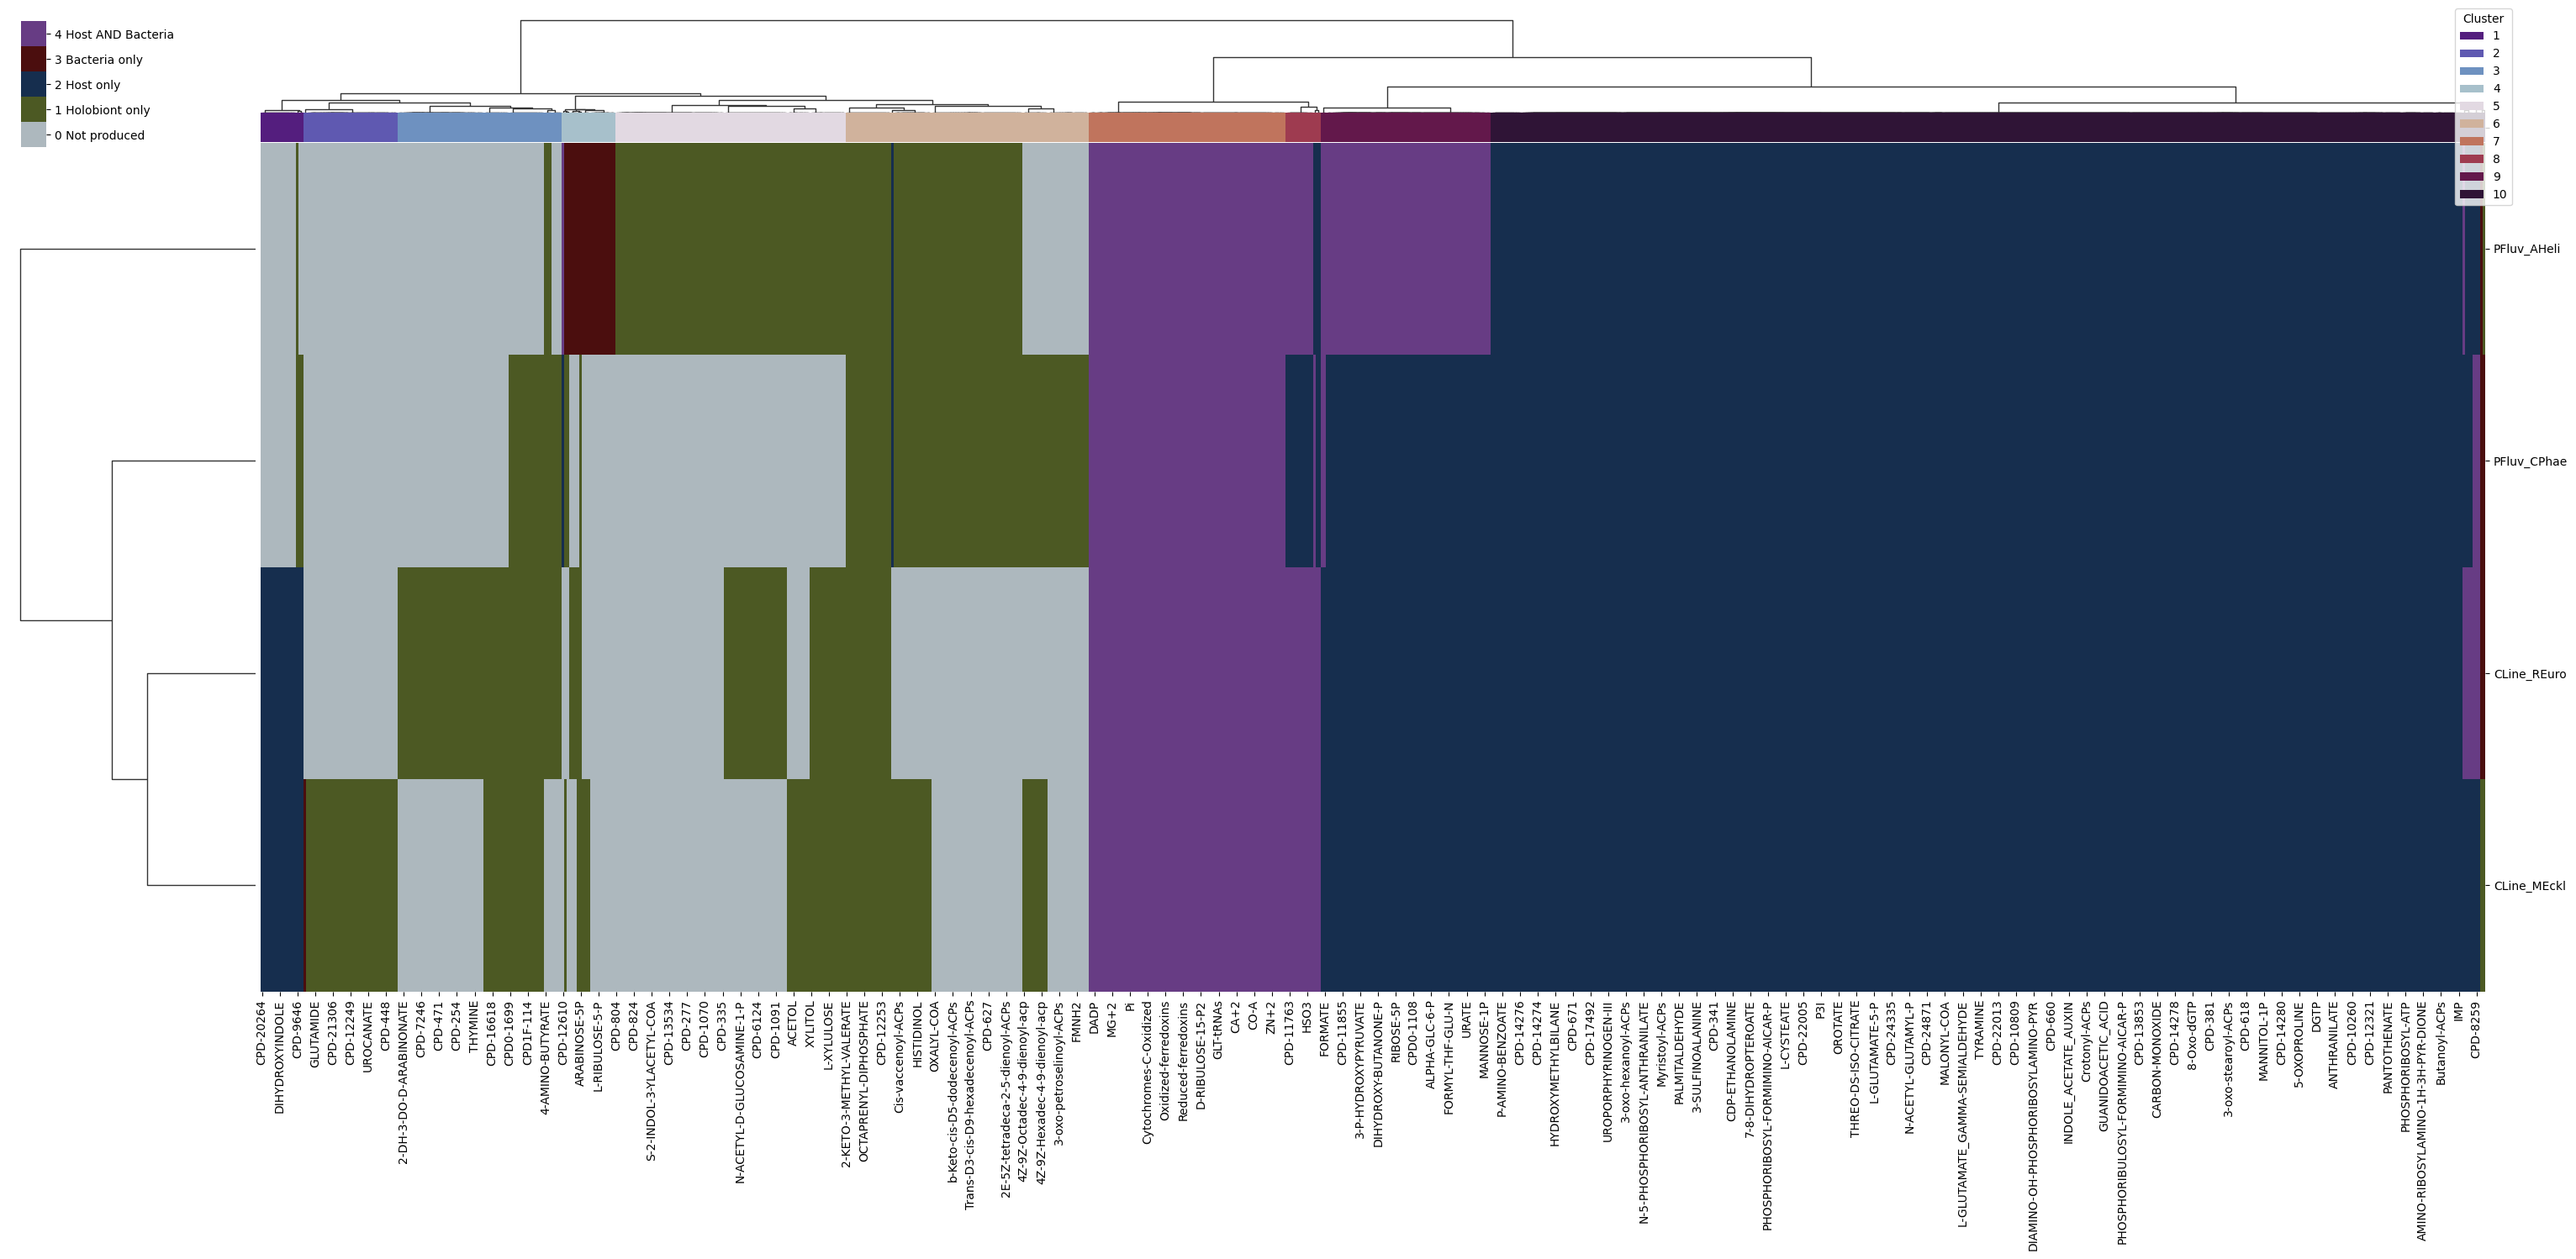 4 Host AND Bacteria
3 Bacteria only
2 Host only
1 Holobiont only
0 Not produced
Cluster
1
2
3
4
5
6
7
8
9
10
PFluv_AHeli
PFluv_CPhae
CLine_REuro
CLine_MEckl
CPD-20264
DIHYDROXYINDOLE
CPD-9646
GLUTAMIDE
CPD-21306
CPD-12249
UROCANATE
CPD-448
2-DH-3-DO-D-ARABINONATE
CPD-7246
CPD-471
CPD-254
THYMINE
CPD-16618
CPD0-1699
CPD1F-114
4-AMINO-BUTYRATE
CPD-12610
ARABINOSE-5P
L-RIBULOSE-5-P
CPD-804
CPD-824
S-2-INDOL-3-YLACETYL-COA
CPD-13534
CPD-277
CPD-1070
CPD-335
N-ACETYL-D-GLUCOSAMINE-1-P
CPD-6124
CPD-1091
ACETOL
XYLITOL
L-XYLULOSE
2-KETO-3-METHYL-VALERATE
OCTAPRENYL-DIPHOSPHATE
CPD-12253
Cis-vaccenoyl-ACPs
HISTIDINOL
OXALYL-COA
b-Keto-cis-D5-dodecenoyl-ACPs
Trans-D3-cis-D9-hexadecenoyl-ACPs
CPD-627
2E-5Z-tetradeca-2-5-dienoyl-ACPs
4Z-9Z-Octadec-4-9-dienoyl-acp
4Z-9Z-Hexadec-4-9-dienoyl-acp
3-oxo-petroselinoyl-ACPs
FMNH2
DADP
MG+2
Pi
Cytochromes-C-Oxidized
Oxidized-ferredoxins
Reduced-ferredoxins
D-RIBULOSE-15-P2
GLT-tRNAs
CA+2
CO-A
ZN+2
CPD-11763
HSO3
FORMATE
CPD-11855
3-P-HYDROXYPYRUVATE
DIHYDROXY-BUTANONE-P
RIBOSE-5P
CPD0-1108
ALPHA-GLC-6-P
FORMYL-THF-GLU-N
URATE
MANNOSE-1P
P-AMINO-BENZOATE
CPD-14276
CPD-14274
HYDROXYMETHYLBILANE
CPD-671
CPD-17492
UROPORPHYRINOGEN-III
3-oxo-hexanoyl-ACPs
N-5-PHOSPHORIBOSYL-ANTHRANILATE
Myristoyl-ACPs
PALMITALDEHYDE
3-SULFINOALANINE
CPD-341
CDP-ETHANOLAMINE
7-8-DIHYDROPTEROATE
PHOSPHORIBOSYL-FORMIMINO-AICAR-P
L-CYSTEATE
CPD-22005
P3I
OROTATE
THREO-DS-ISO-CITRATE
L-GLUTAMATE-5-P
CPD-24335
N-ACETYL-GLUTAMYL-P
CPD-24871
MALONYL-COA
L-GLUTAMATE_GAMMA-SEMIALDEHYDE
TYRAMINE
CPD-22013
CPD-10809
DIAMINO-OH-PHOSPHORIBOSYLAMINO-PYR
CPD-660
INDOLE_ACETATE_AUXIN
Crotonyl-ACPs
GUANIDOACETIC_ACID
PHOSPHORIBULOSYL-FORMIMINO-AICAR-P
CPD-13853
CARBON-MONOXIDE
CPD-14278
8-Oxo-dGTP
CPD-381
3-oxo-stearoyl-ACPs
CPD-618
MANNITOL-1P
CPD-14280
5-OXOPROLINE
DGTP
ANTHRANILATE
CPD-10260
CPD-12321
PANTOTHENATE
PHOSPHORIBOSYL-ATP
AMINO-RIBOSYLAMINO-1H-3H-PYR-DIONE
Butanoyl-ACPs
IMP
CPD-8259